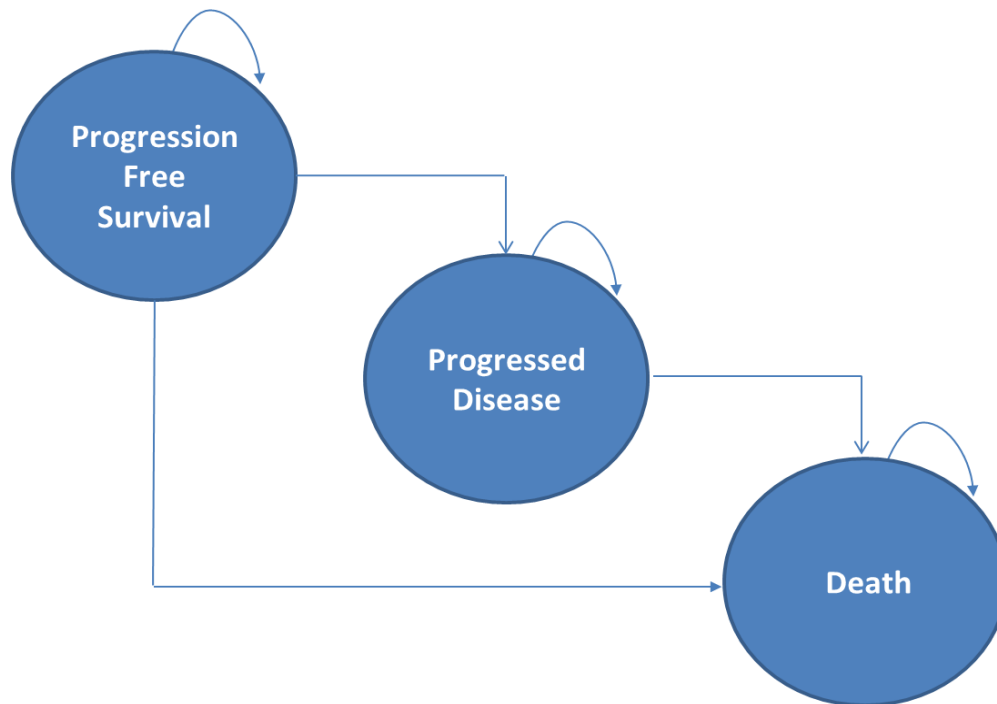 Progression
Free
Survival
Progressed
Disease
Death